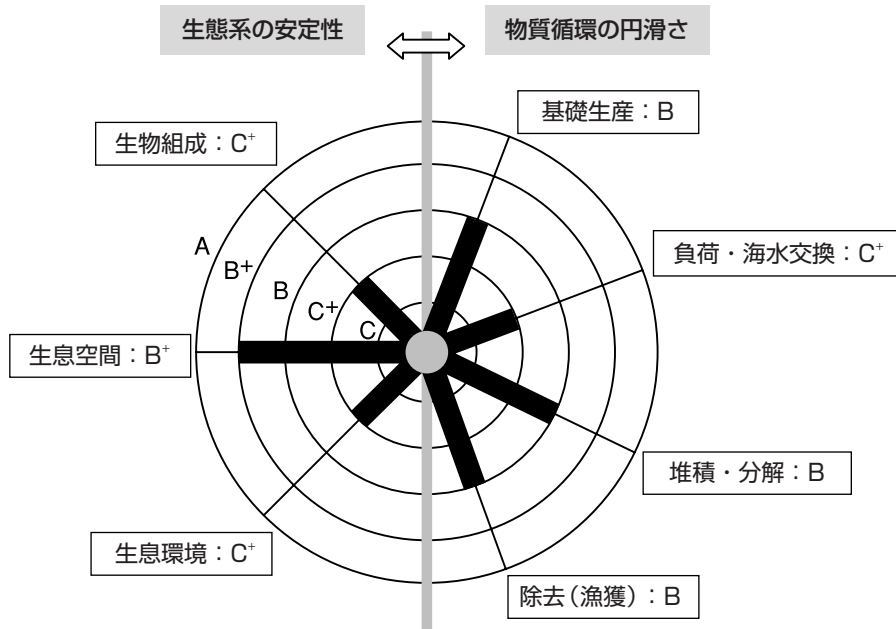 生態系の安定性
物質循環の円滑さ
基礎生産：B
生物組成：C⁺
負荷・海水交換：C⁺
A
B⁺
B
C⁺
C
生息空間：B⁺
堆積・分解：B
生息環境：C⁺
除去（漁獲）：B